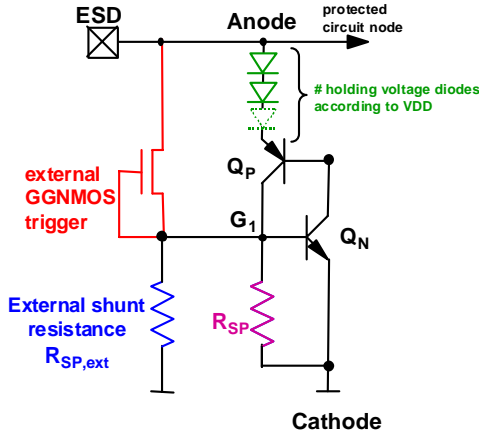 ESD
Anode
protected
circuit node
# holding voltage diodes
according to VDD
external
GGNMOS
trigger
QP
G1
QN
External shunt
resistance
RSP,ext
RSP
Cathode